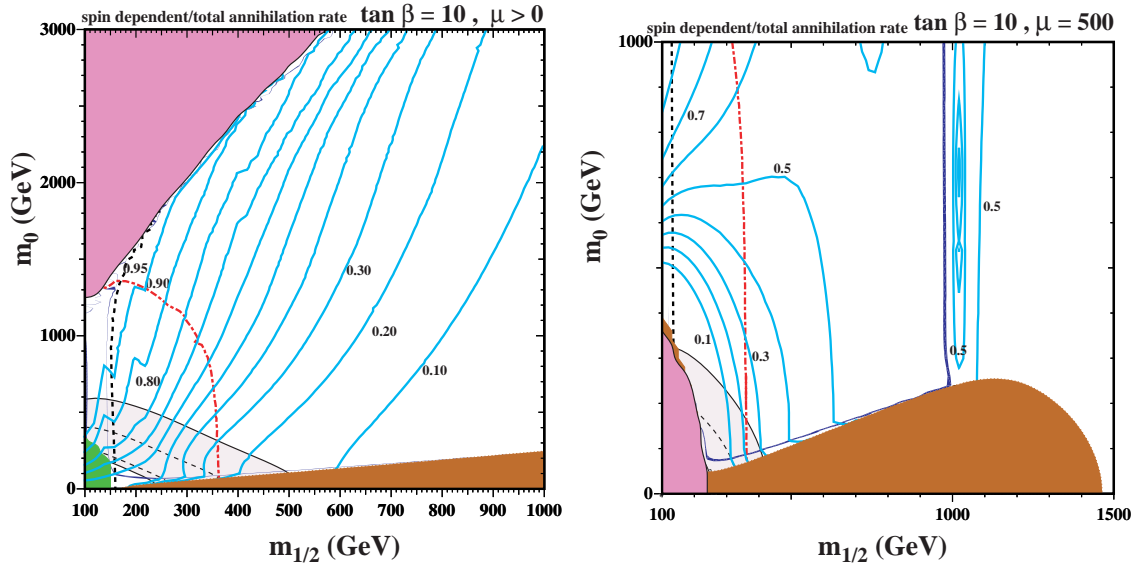 spin dependent/total annihilation rate tan β = 10 , μ > 0
3000
2000
1000
0
m0 (GeV)
0.95
0.90
0.80
0.30
0.20
0.10
100 200 300 400 500 600 700 800 900 1000
m1/2 (GeV)
spin dependent/total annihilation rate tan β = 10 , μ = 500
1000
0
m0 (GeV)
0.7
0.5
0.5
0.1
0.3
0.5
100 1000 1500
m1/2 (GeV)